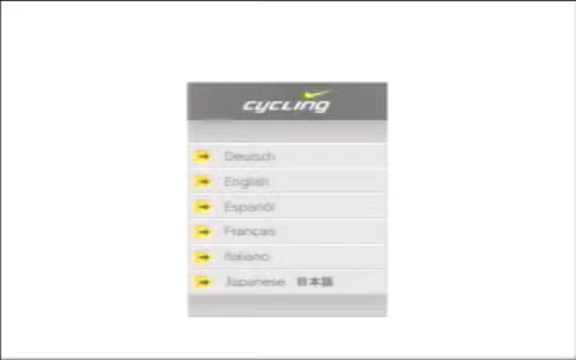 cycling
Deutsch
English
Español
Français
Italiano
Japanese 日本語